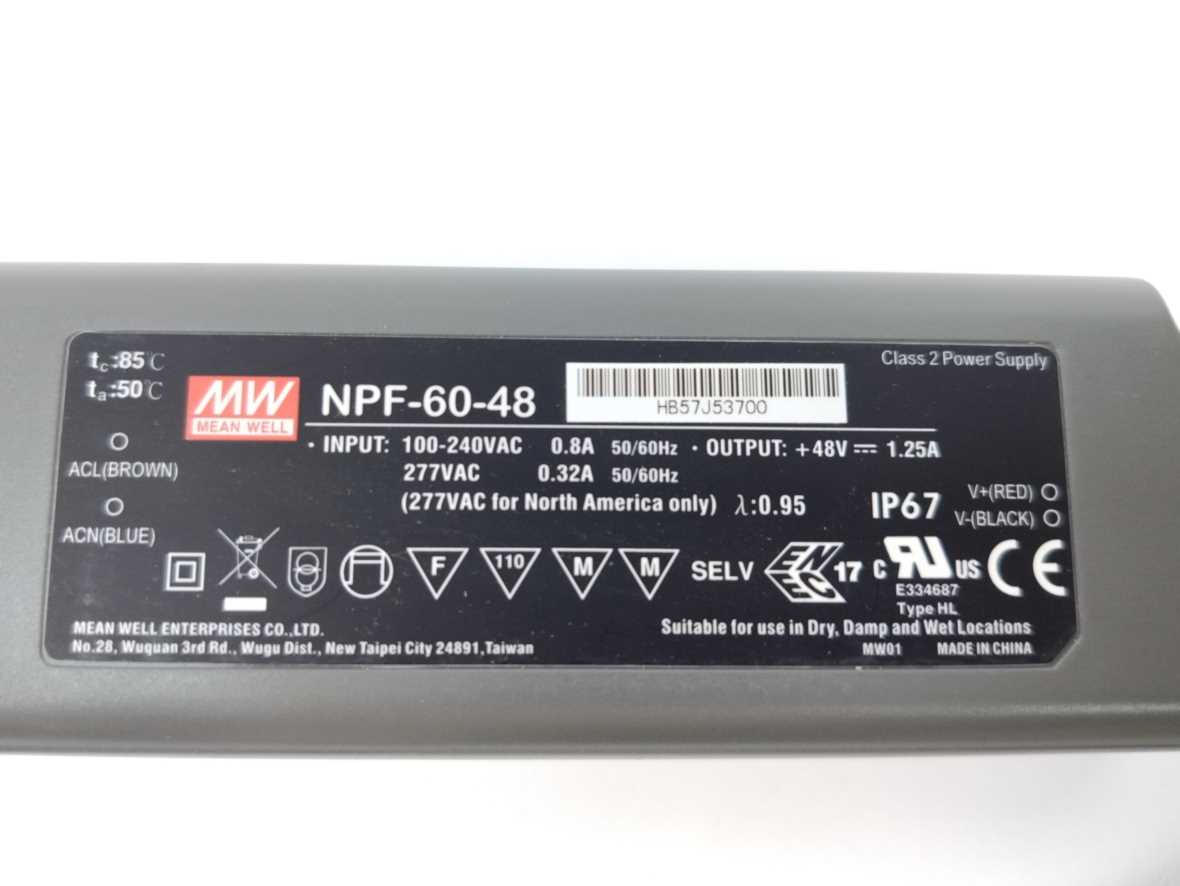 tc:85℃
ta:50℃
ACL(BROWN)
ACN(BLUE)
MW
MEAN WELL
NPF-60-48
HB57J53700
Class 2 Power Supply
· INPUT: 100-240VAC 0.8A 50/60Hz · OUTPUT: +48V ⎓ 1.25A
277VAC 0.32A 50/60Hz
(277VAC for North America only) λ:0.95
IP67
V+(RED)
V-(BLACK)
F
110
M
M
SELV
ENEC 17
c RU US
E334687
Type HL
CE
MEAN WELL ENTERPRISES CO.,LTD.
No.28, Wuquan 3rd Rd., Wugu Dist., New Taipei City 24891,Taiwan
Suitable for use in Dry, Damp and Wet Locations
MW01 MADE IN CHINA